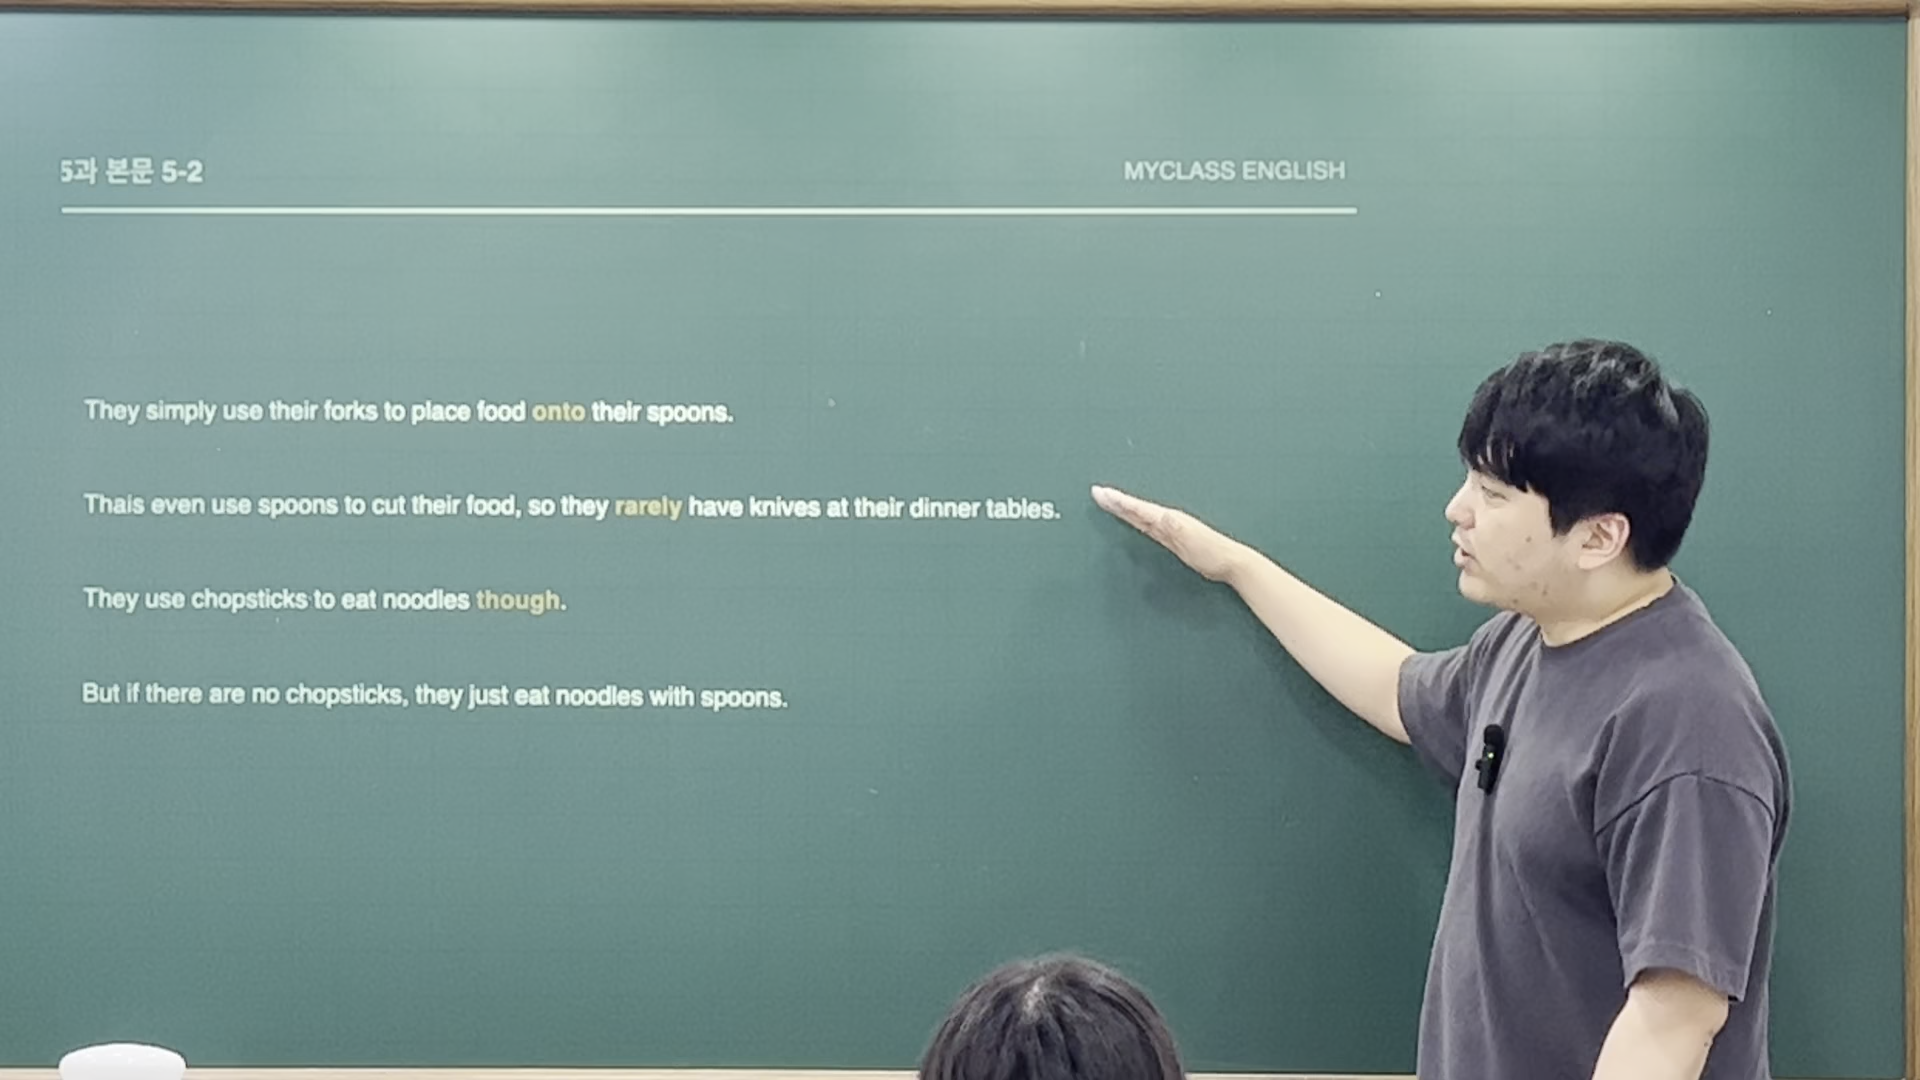 5과 본문 5-2
MYCLASS ENGLISH
They simply use their forks to place food onto their spoons.
Thais even use spoons to cut their food, so they rarely have knives at their dinner tables.
They use chopsticks to eat noodles though.
But if there are no chopsticks, they just eat noodles with spoons.